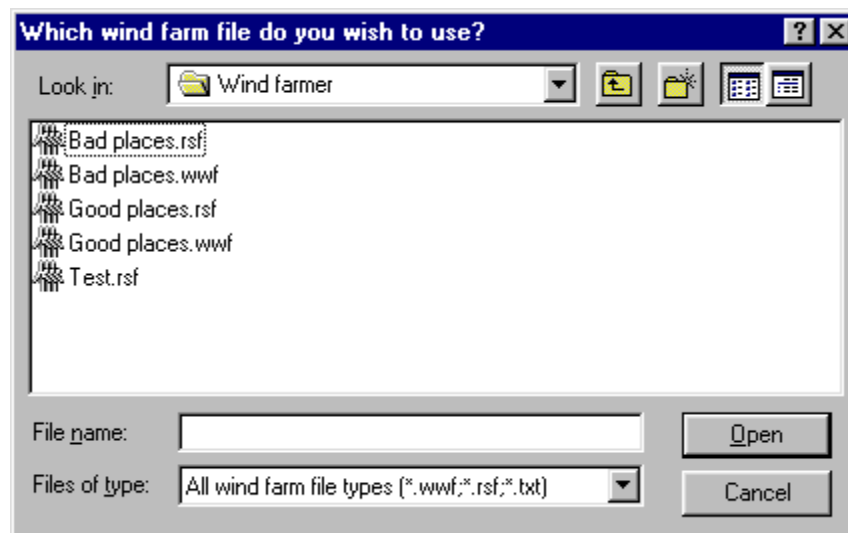 Which wind farm file do you wish to use?
Look in: Wind farmer
Bad places.rsf
Bad places.wwf
Good places.rsf
Good places.wwf
Test.rsf
File name: Open
Files of type: All wind farm file types (*.wwf;*.rsf;*.txt) Cancel